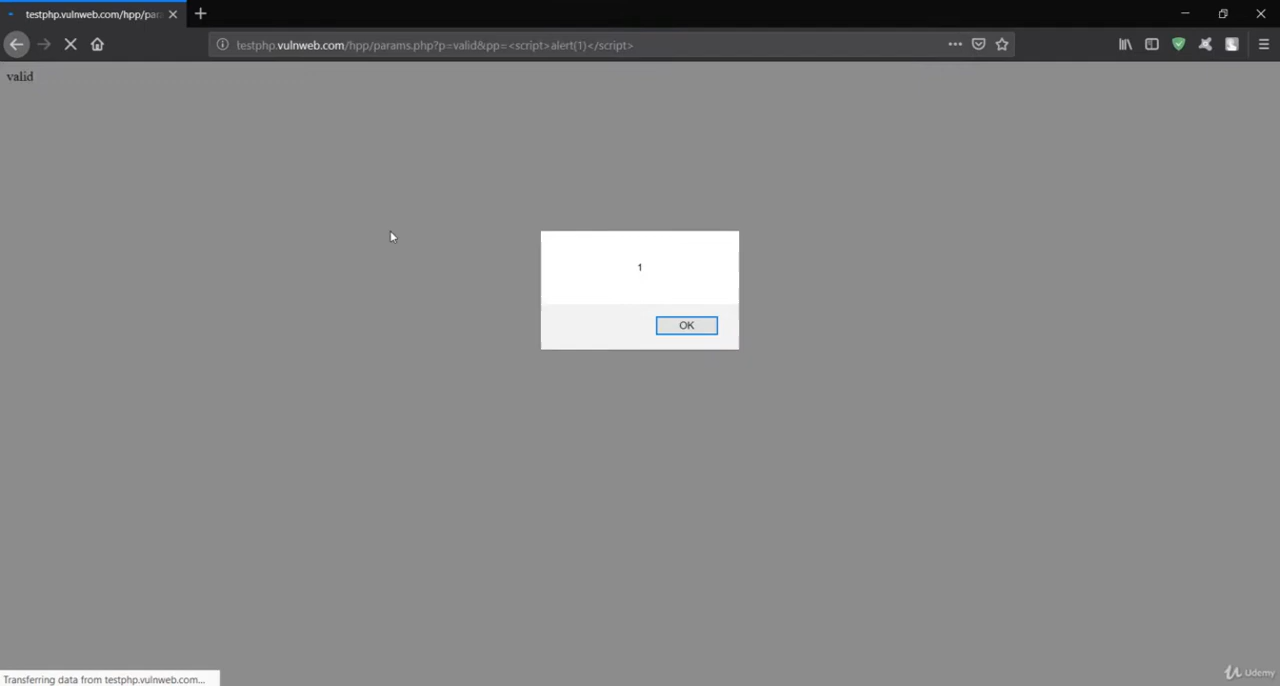 testphp.vulnweb.com/hpp/para
testphp.vulnweb.com/hpp/params.php?p=valid&pp=<script>alert(1)</script>
valid
1
OK
Transferring data from testphp.vulnweb.com...
Udemy